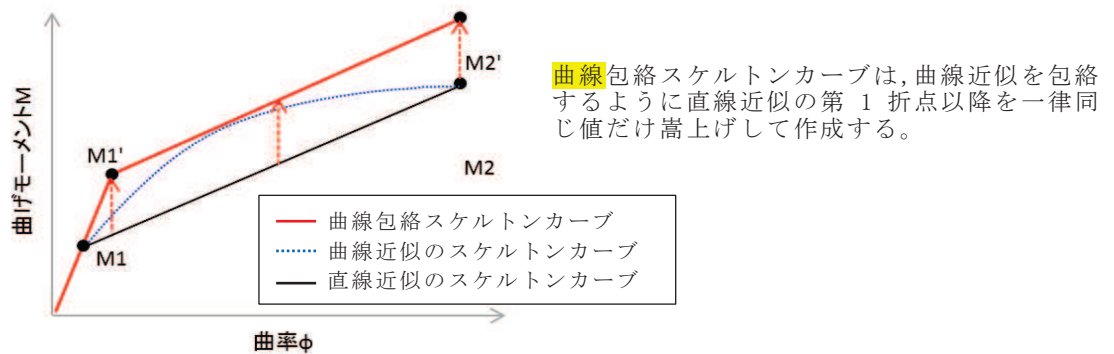 曲げモーメントM
M1'
M1
M2'
M2
曲率φ
曲線包絡スケルトンカーブ
曲線近似のスケルトンカーブ
直線近似のスケルトンカーブ
曲線包絡スケルトンカーブは,曲線近似を包絡
するように直線近似の第 1 折点以降を一律同
じ値だけ嵩上げして作成する。